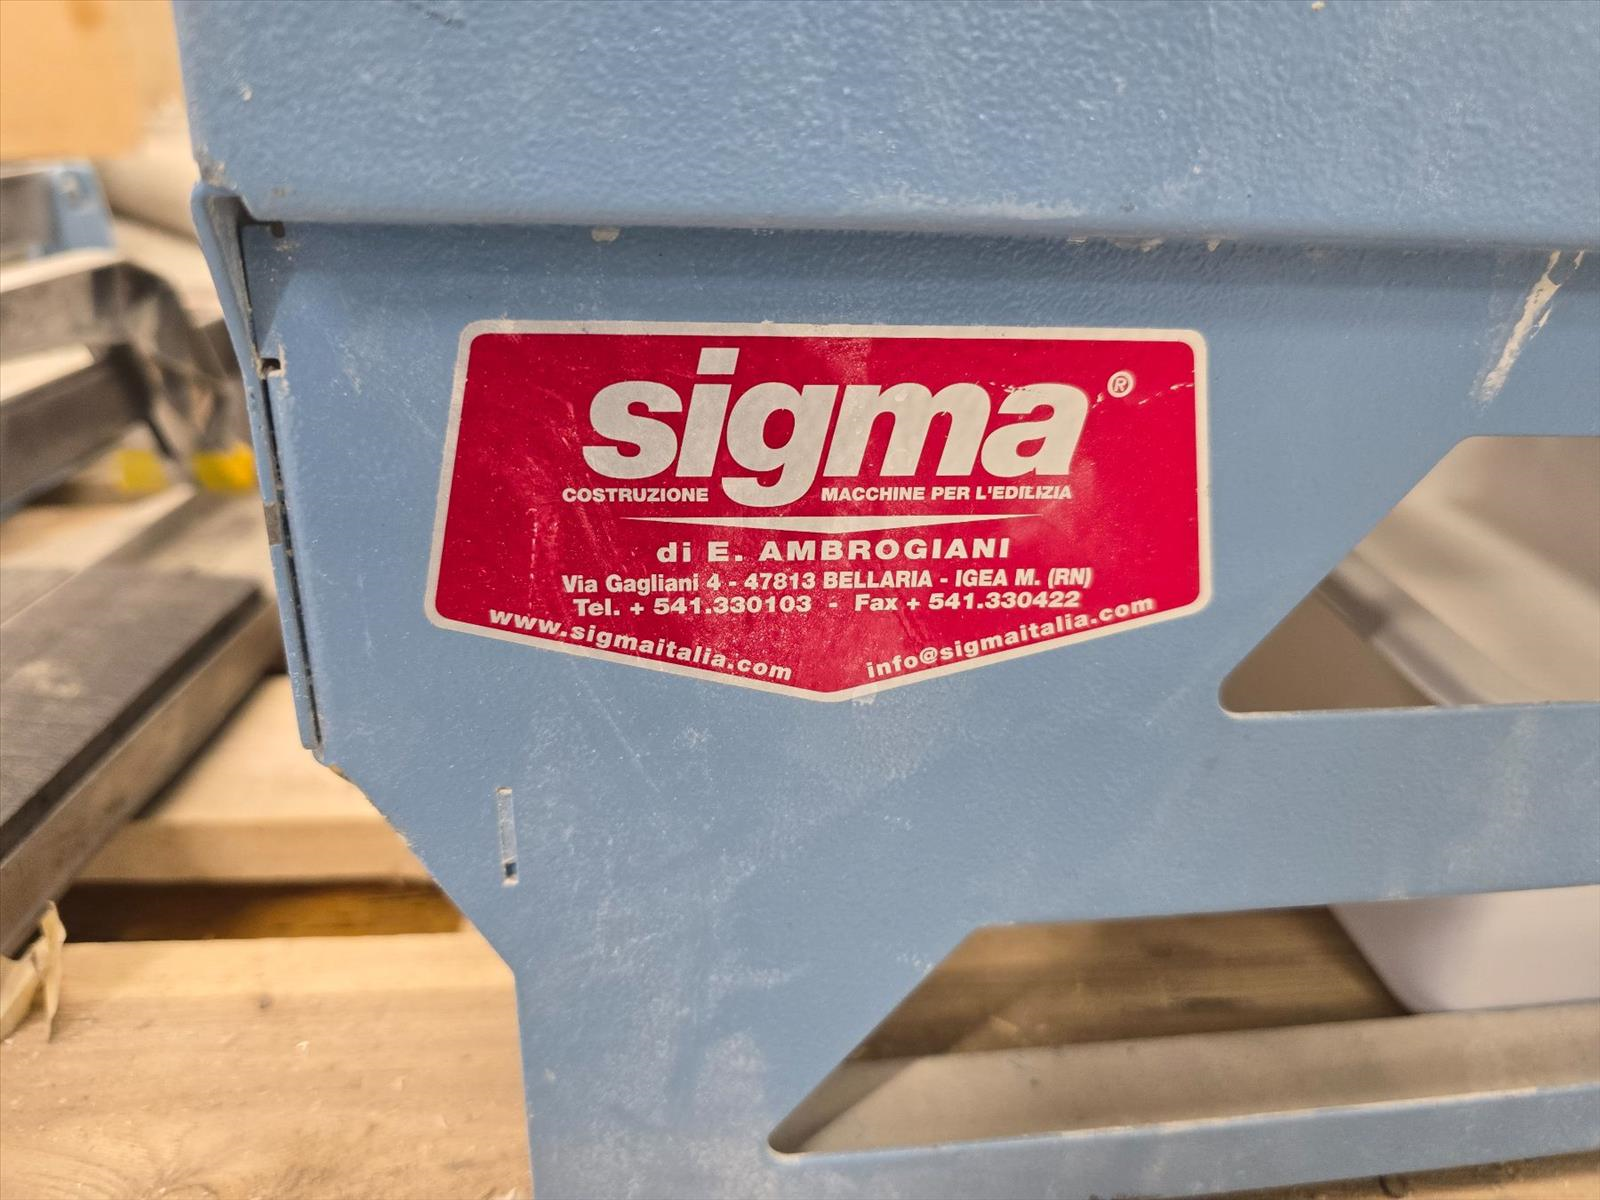 sigma®
COSTRUZIONE MACCHINE PER L'EDILIZIA
di E. AMBROGIANI
Via Gagliani 4 - 47813 BELLARIA - IGEA M. (RN)
Tel. + 541.330103 - Fax + 541.330422
www.sigmaitalia.com info@sigmaitalia.com